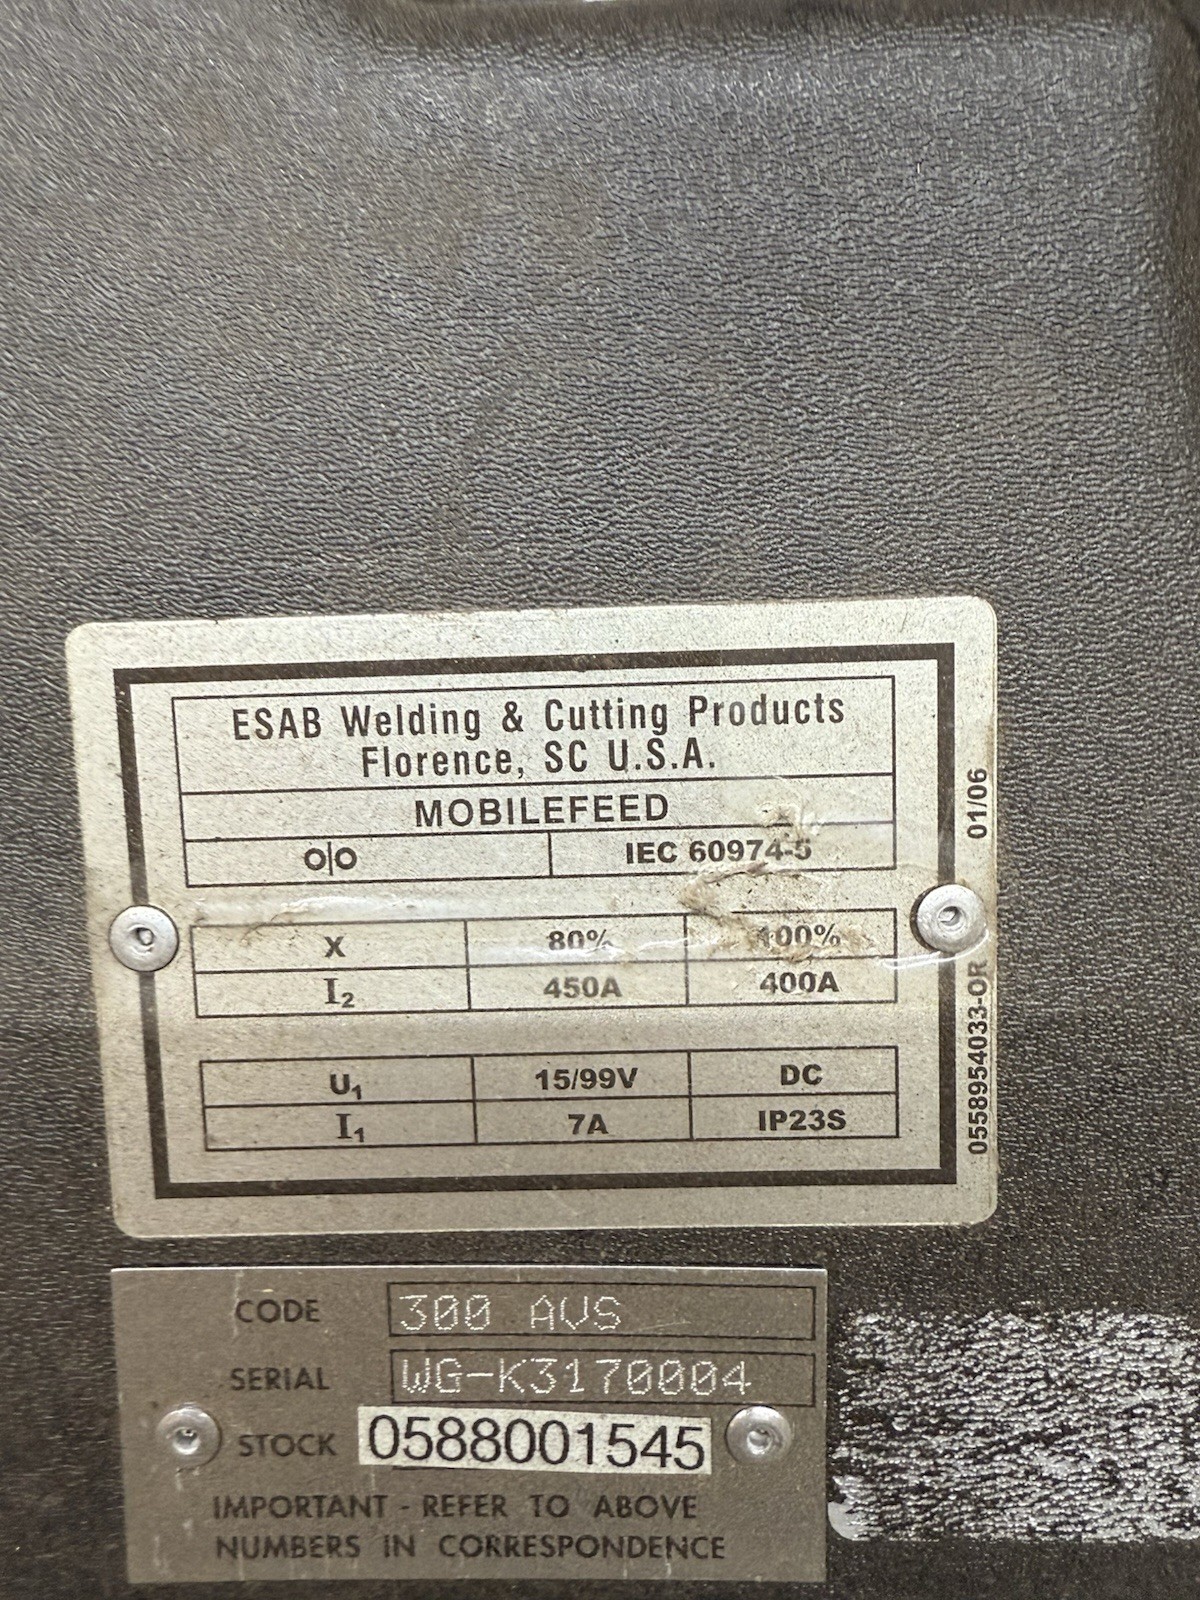 ESAB Welding & Cutting Products
Florence, SC U.S.A.
MOBILEFEED
o|o IEC 60974-5
X 80% 100%
I₂ 450A 400A
U₁ 15/99V DC
I₁ 7A IP23S
0558954033-OR 01/06
CODE 300 AVS
SERIAL WG-K3170004
STOCK 0588001545
IMPORTANT - REFER TO ABOVE
NUMBERS IN CORRESPONDENCE